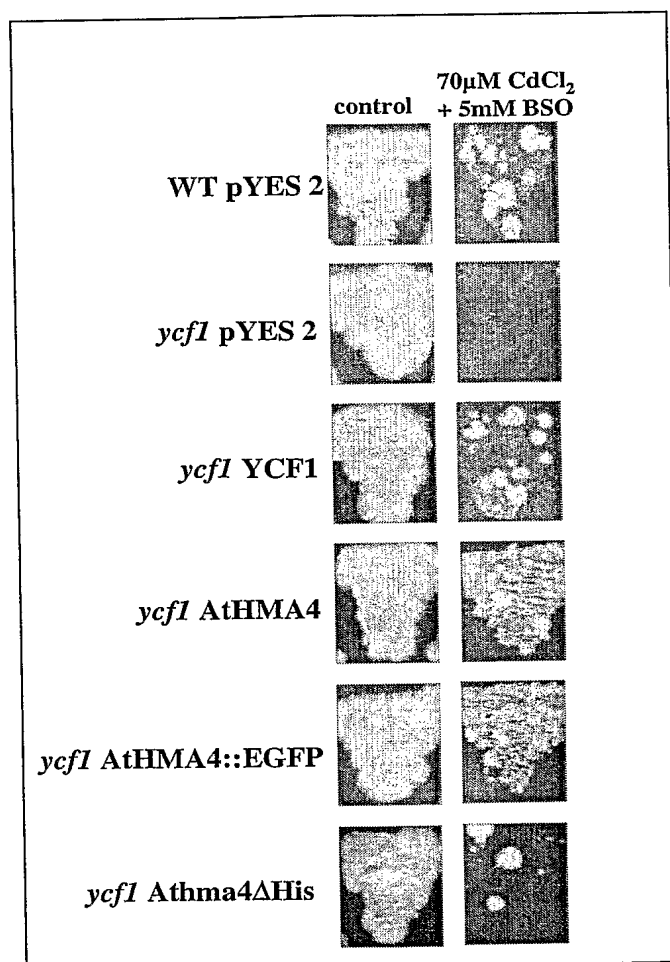 70µM CdCl₂
control + 5mM BSO
WT pYES 2
ycf1 pYES 2
ycf1 YCF1
ycf1 AtHMA4
ycf1 AtHMA4::EGFP
ycf1 Athma4ΔHis